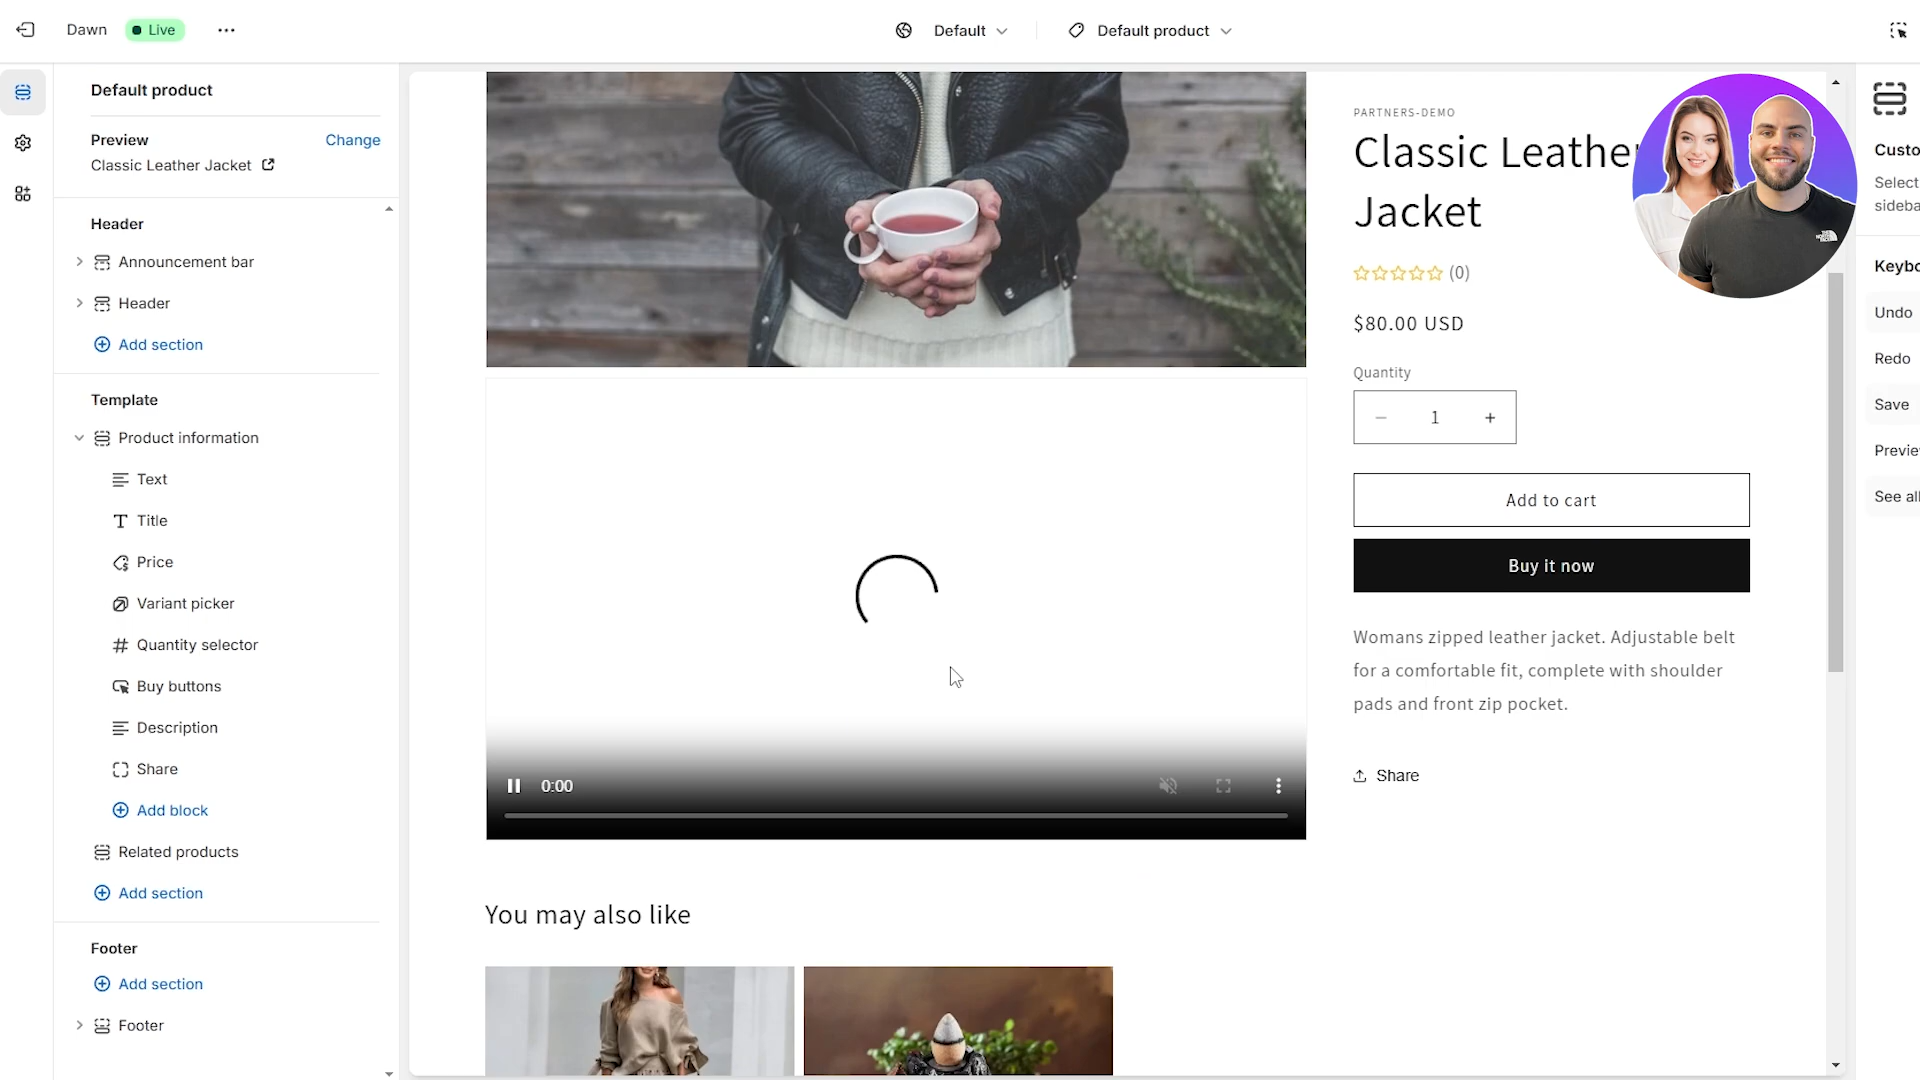 Dawn
Live
Default
Default product
Default product
Preview
Change
Classic Leather Jacket
Header
Announcement bar
Header
Add section
Template
Product information
Text
Title
Price
Variant picker
Quantity selector
Buy buttons
Description
Share
Add block
Related products
Add section
Footer
Add section
Footer
0:00
You may also like
PARTNERS-DEMO
Classic Leather
Jacket
(0)
$80.00 USD
Quantity
1
Add to cart
Buy it now
Womans zipped leather jacket. Adjustable belt
for a comfortable fit, complete with shoulder
pads and front zip pocket.
Share
Custo
Select
sideba
Keybo
Undo
Redo
Save
Previe
See all